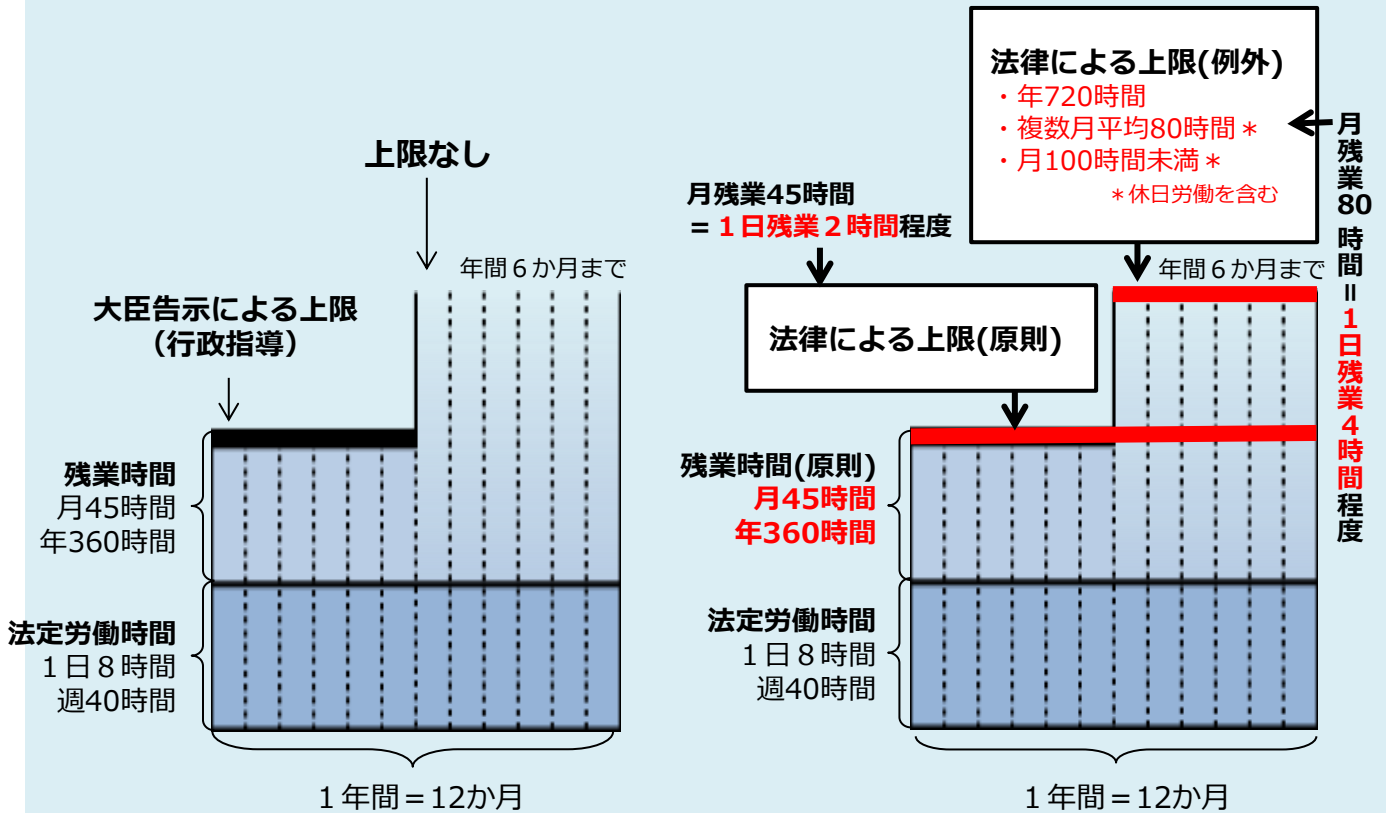 上限なし
年間６か月まで
大臣告示による上限
（行政指導）
残業時間
月45時間
年360時間
法定労働時間
１日８時間
週40時間
１年間＝12か月
法律による上限(例外)
・年720時間
・複数月平均80時間＊
・月100時間未満＊
＊休日労働を含む
月残業80時間＝１日残業４時間程度
月残業45時間
＝１日残業２時間程度
年間６か月まで
法律による上限(原則)
残業時間(原則)
月45時間
年360時間
法定労働時間
１日８時間
週40時間
１年間＝12か月